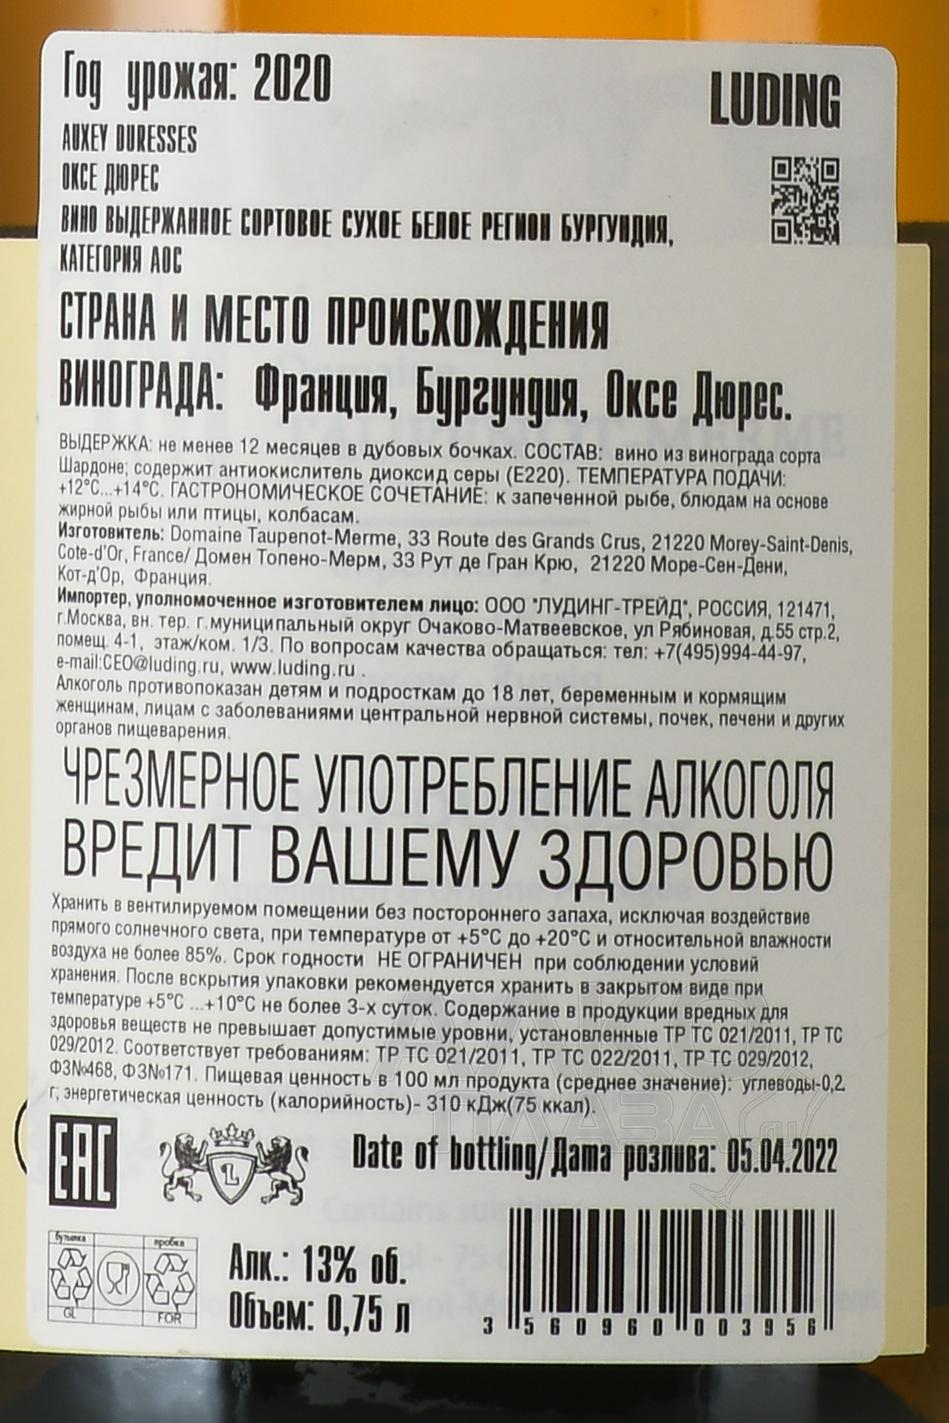 Год урожая: 2020
LUDING
AUXEY DURESSES
ОКСЕ ДЮРЕС
ВИНО ВЫДЕРЖАННОЕ СОРТОВОЕ СУХОЕ БЕЛОЕ РЕГИОН БУРГУНДИЯ,
КАТЕГОРИЯ АОС
СТРАНА И МЕСТО ПРОИСХОЖДЕНИЯ
ВИНОГРАДА: Франция, Бургундия, Оксе Дюрес.
ВЫДЕРЖКА: не менее 12 месяцев в дубовых бочках. СОСТАВ: вино из винограда сорта
Шардоне; содержит антиокислитель диоксид серы (Е220). ТЕМПЕРАТУРА ПОДАЧИ:
+12°С...+14°С. ГАСТРОНОМИЧЕСКОЕ СОЧЕТАНИЕ: к запеченной рыбе, блюдам на основе
жирной рыбы или птицы, колбасам.
Изготовитель: Domaine Taupenot-Merme, 33 Route des Grands Crus, 21220 Morey-Saint-Denis,
Cote-d'Or, France/ Домен Топено-Мерм, 33 Рут де Гран Крю, 21220 Море-Сен-Дени,
Кот-д'Ор, Франция.
Импортер, уполномоченное изготовителем лицо: ООО "ЛУДИНГ-ТРЕЙД", РОССИЯ, 121471,
г.Москва, вн. тер. г.муниципальный округ Очаково-Матвеевское, ул Рябиновая, д.55 стр.2,
помещ. 4-1, этаж/ком. 1/3. По вопросам качества обращаться: тел: +7(495)994-44-97,
e-mail:CEO@luding.ru, www.luding.ru .
Алкоголь противопоказан детям и подросткам до 18 лет, беременным и кормящим
женщинам, лицам с заболеваниями центральной нервной системы, почек, печени и других
органов пищеварения.
ЧРЕЗМЕРНОЕ УПОТРЕБЛЕНИЕ АЛКОГОЛЯ
ВРЕДИТ ВАШЕМУ ЗДОРОВЬЮ
Хранить в вентилируемом помещении без постороннего запаха, исключая воздействие
прямого солнечного света, при температуре от +5°С до +20°С и относительной влажности
воздуха не более 85%. Срок годности НЕ ОГРАНИЧЕН при соблюдении условий
хранения. После вскрытия упаковки рекомендуется хранить в закрытом виде при
температуре +5°С ...+10°С не более 3-х суток. Содержание в продукции вредных для
здоровья веществ не превышает допустимые уровни, установленные ТР ТС 021/2011, ТР ТС
029/2012. Соответствует требованиям: ТР ТС 021/2011, ТР ТС 022/2011, ТР ТС 029/2012,
ФЗ№468, ФЗ№171. Пищевая ценность в 100 мл продукта (среднее значение): углеводы-0,2
г, энергетическая ценность (калорийность)- 310 кДж(75 ккал).
EAC
L
Date of bottling/Дата розлива: 05.04.2022
бутылка
пробка
GL
FOR
Алк.: 13% об.
Объем: 0,75 л
3 560960 003956